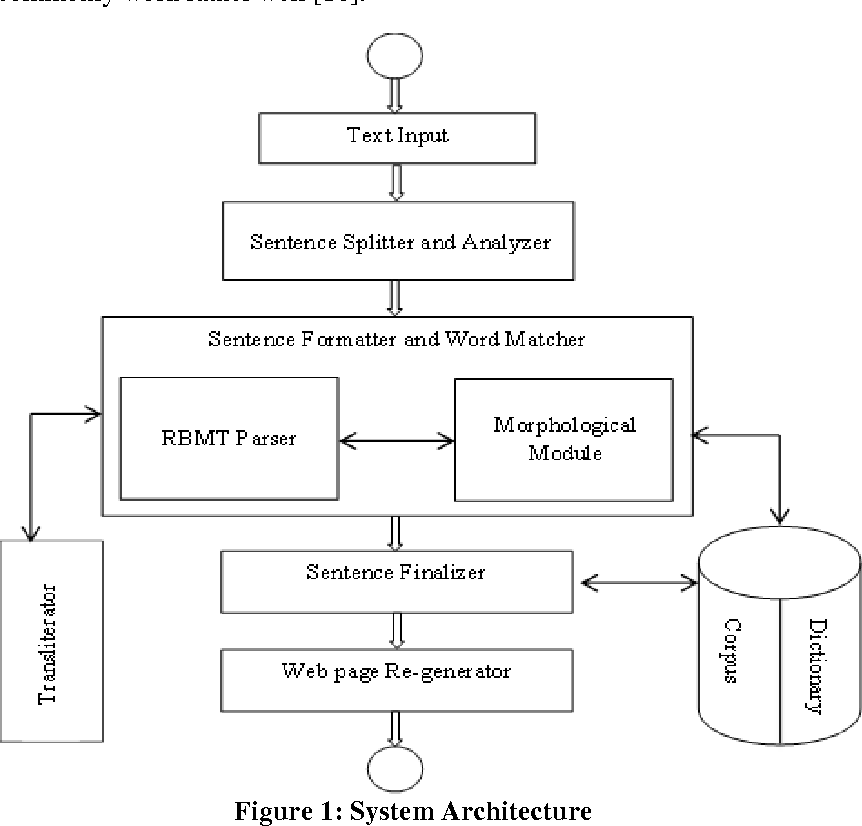 Text Input
Sentence Splitter and Analyzer
Sentence Formatter and Word Matcher
RBMT Parser
Morphological
Module
Sentence Finalizer
Transliterator
Corpus
Dictionary
Web page Re-generator
Figure 1: System Architecture